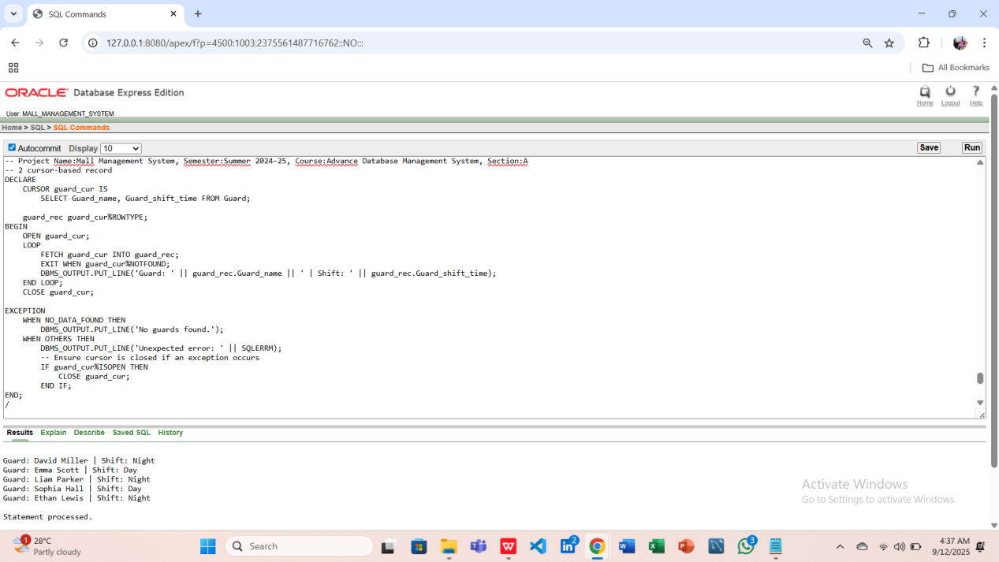 SQL Commands
127.0.0.1:8080/apex/f?p=4500:1003:2375561487716762::NO:::
All Bookmarks
ORACLE Database Express Edition
Home Logout Help
User: MALL_MANAGEMENT_SYSTEM
Home > SQL > SQL Commands
Autocommit Display 10 Save Run
-- Project Name:Mall Management System, Semester:Summer 2024-25, Course:Advance Database Management System, Section:A
-- 2 cursor-based record
DECLARE
    CURSOR guard_cur IS
        SELECT Guard_name, Guard_shift_time FROM Guard;
    guard_rec guard_cur%ROWTYPE;
BEGIN
    OPEN guard_cur;
    LOOP
        FETCH guard_cur INTO guard_rec;
        EXIT WHEN guard_cur%NOTFOUND;
        DBMS_OUTPUT.PUT_LINE('Guard: ' || guard_rec.Guard_name || ' | Shift: ' || guard_rec.Guard_shift_time);
    END LOOP;
    CLOSE guard_cur;
EXCEPTION
    WHEN NO_DATA_FOUND THEN
        DBMS_OUTPUT.PUT_LINE('No guards found.');
    WHEN OTHERS THEN
        DBMS_OUTPUT.PUT_LINE('Unexpected error: ' || SQLERRM);
        -- Ensure cursor is closed if an exception occurs
        IF guard_cur%ISOPEN THEN
            CLOSE guard_cur;
        END IF;
END;
/
Results Explain Describe Saved SQL History
Guard: David Miller | Shift: Night
Guard: Emma Scott | Shift: Day
Guard: Liam Parker | Shift: Night
Guard: Sophia Hall | Shift: Day
Guard: Ethan Lewis | Shift: Night
Statement processed.
Activate Windows
Go to Settings to activate Windows.
1 28°C
Partly cloudy
Search
2
3
4:37 AM
9/12/2025